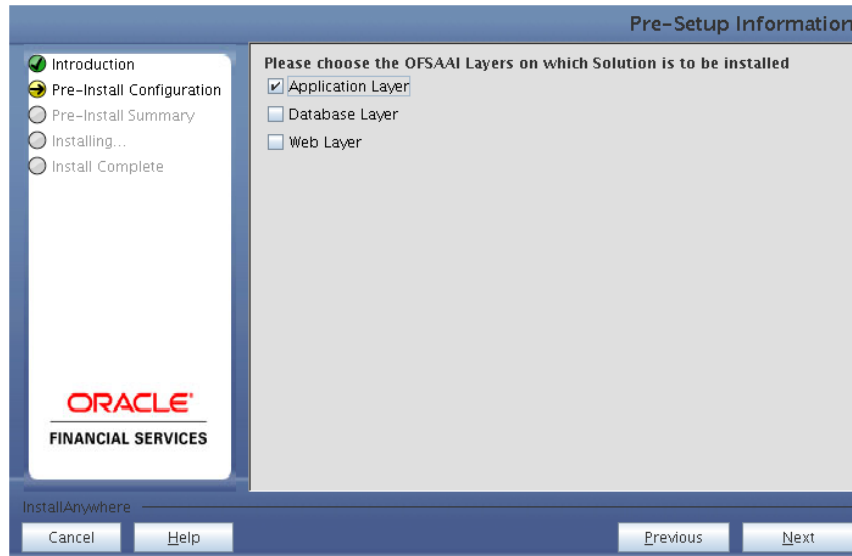 Pre-Setup Information
Introduction
Pre-Install Configuration
Pre-Install Summary
Installing...
Install Complete
Please choose the OFSAAI Layers on which Solution is to be installed
Application Layer
Database Layer
Web Layer
ORACLE®
FINANCIAL SERVICES
InstallAnywhere
Cancel
Help
Previous
Next